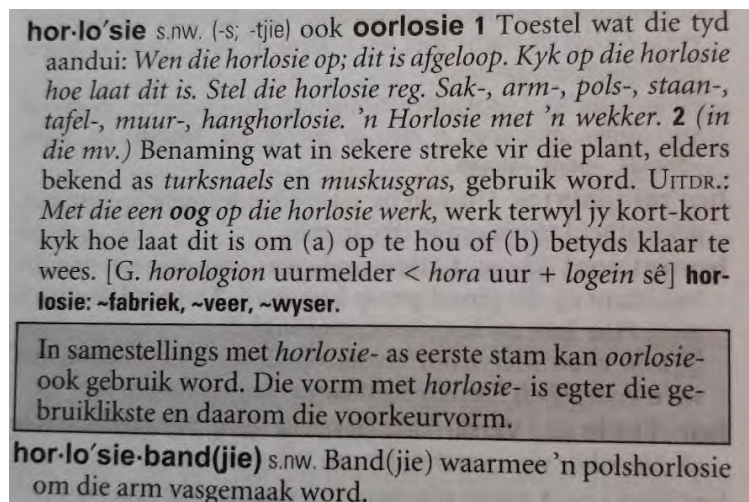 hor·lo′sie s.nw. (-s; -tjie) ook oorlosie 1 Toestel wat die tyd
aandui: Wen die horlosie op; dit is afgeloop. Kyk op die horlosie
hoe laat dit is. Stel die horlosie reg. Sak-, arm-, pols-, staan-,
tafel-, muur-, hanghorlosie. ’n Horlosie met ’n wekker. 2 (in
die mv.) Benaming wat in sekere streke vir die plant, elders
bekend as turksnaels en muskusgras, gebruik word. UITDR.:
Met die een oog op die horlosie werk, werk terwyl jy kort-kort
kyk hoe laat dit is om (a) op te hou of (b) betyds klaar te
wees. [G. horologion uurmelder < hora uur + logein sê] hor-
losie: ~fabriek, ~veer, ~wyser.
In samestellings met horlosie- as eerste stam kan oorlosie-
ook gebruik word. Die vorm met horlosie- is egter die ge-
bruiklikste en daarom die voorkeurvorm.
hor·lo′sie·band(jie) s.nw. Band(jie) waarmee ’n polshorlosie
om die arm vasgemaak word.